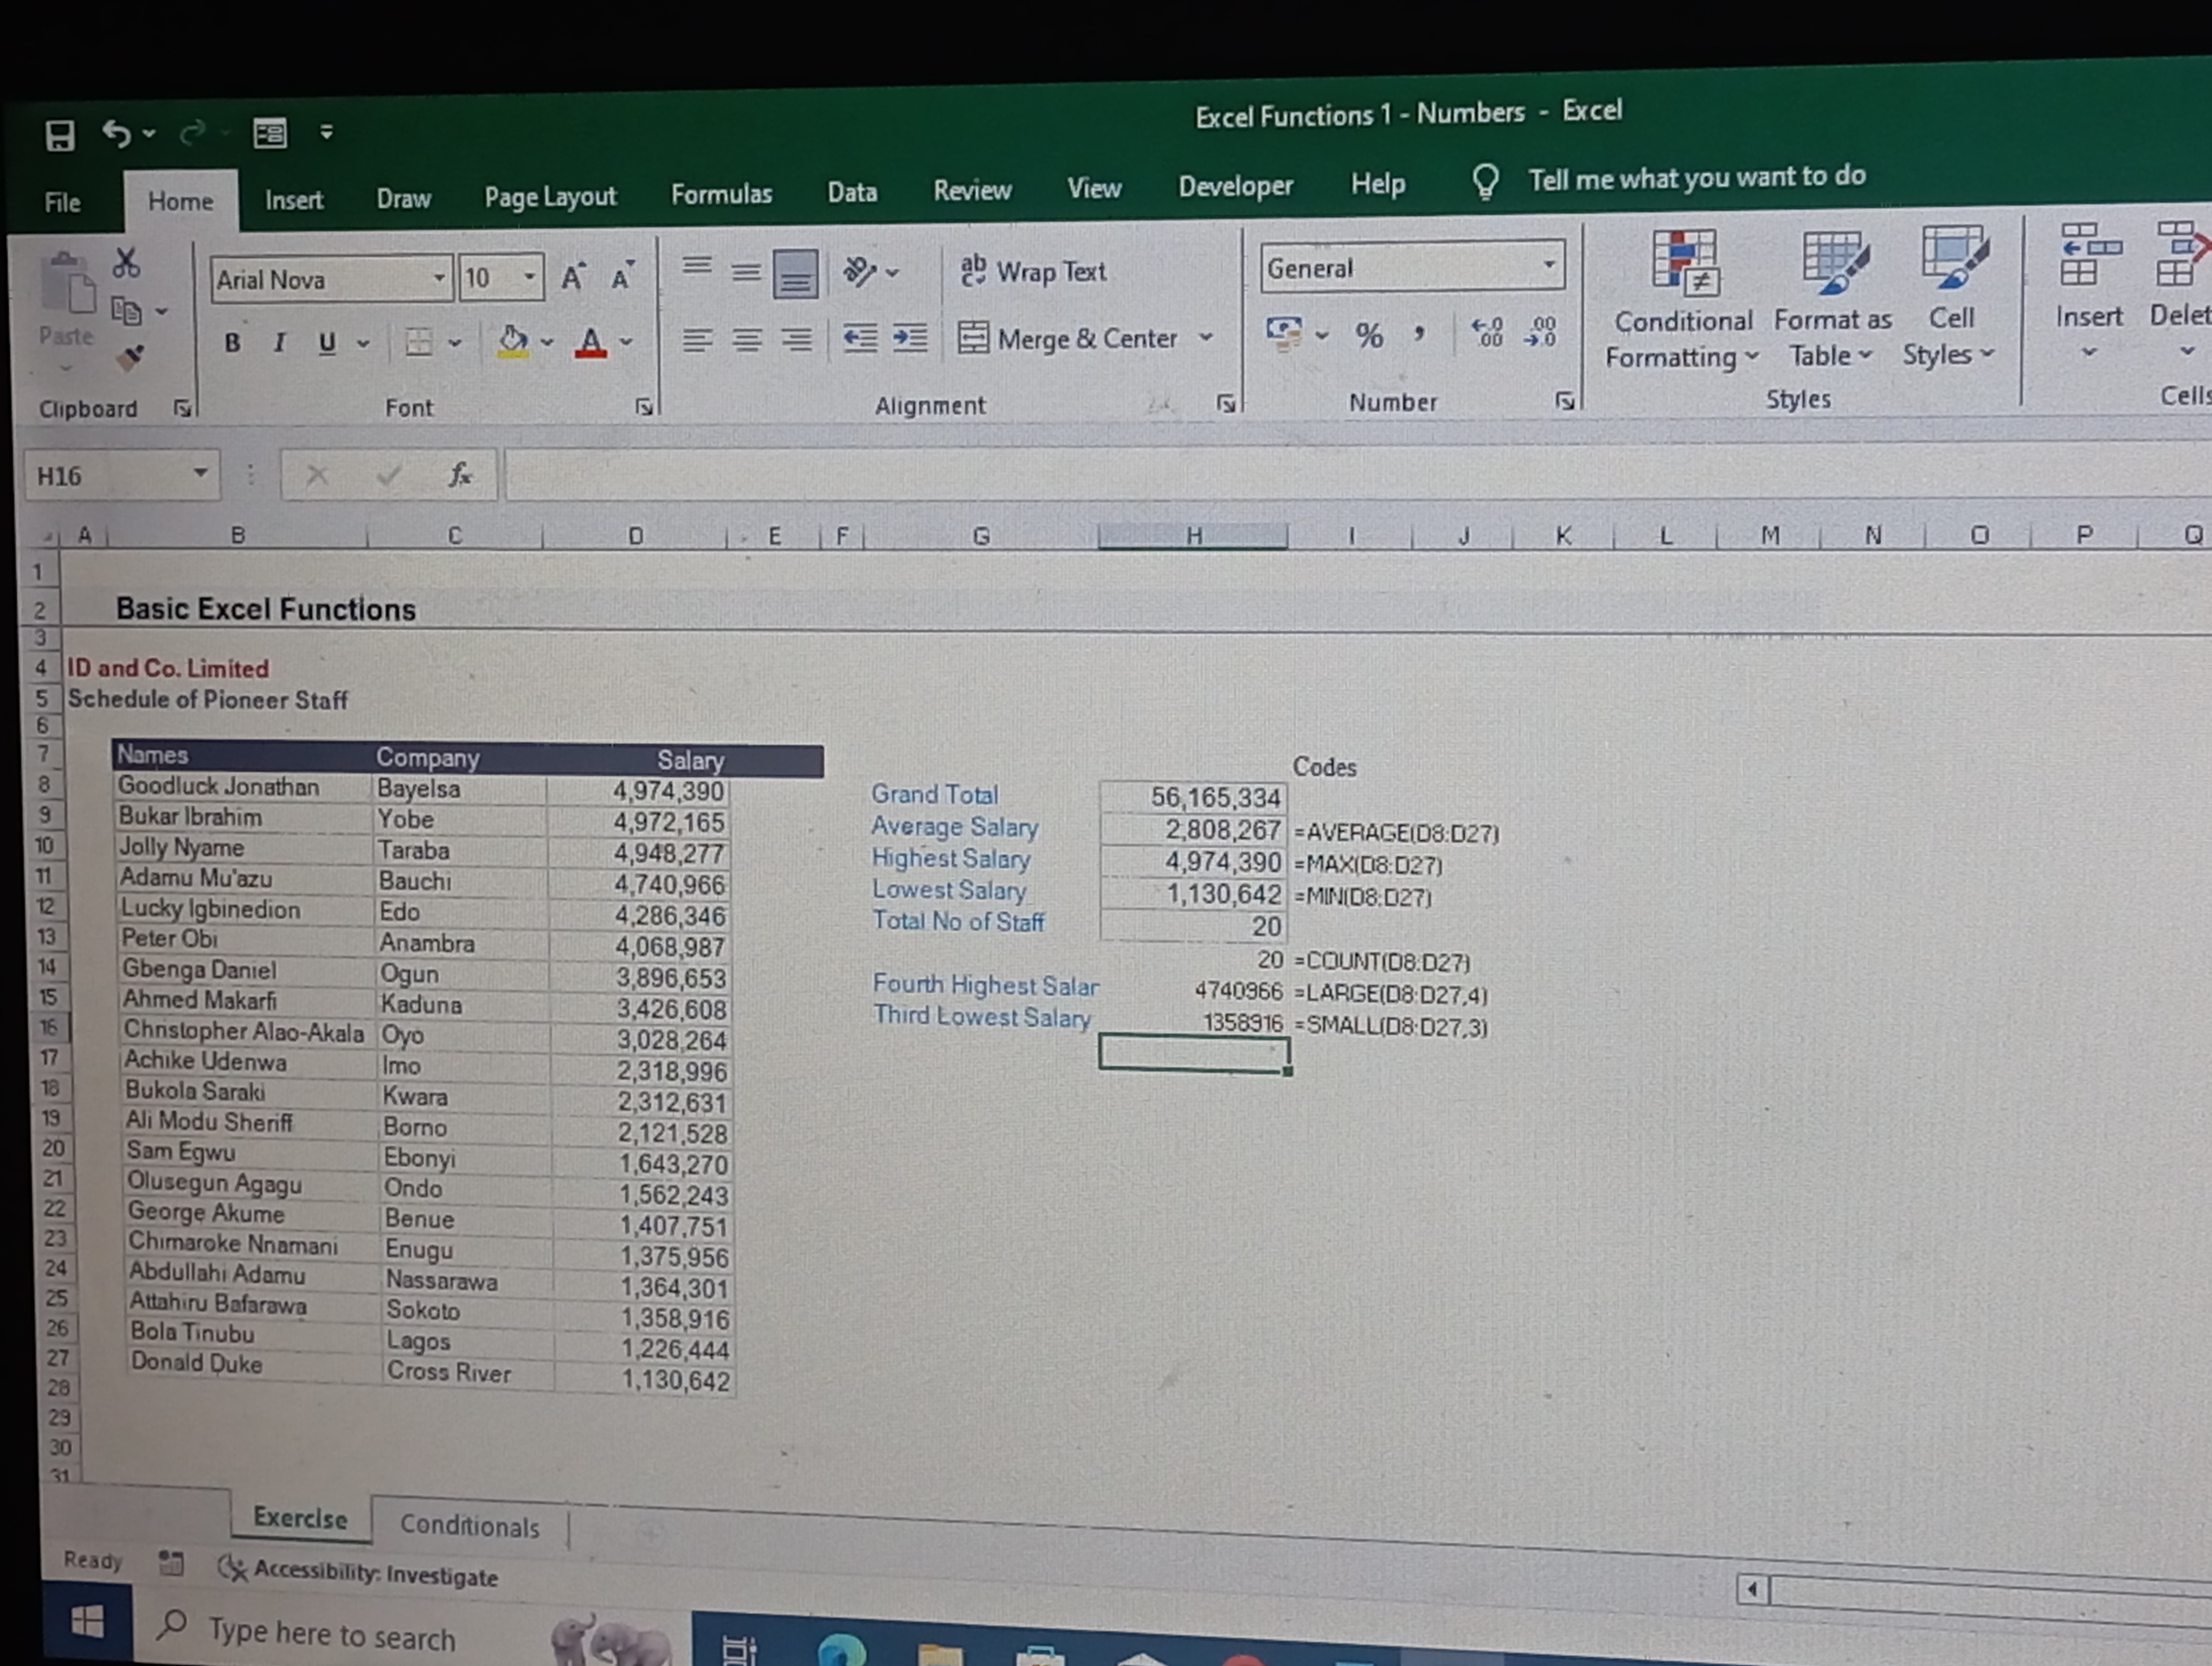 Excel Functions 1 - Numbers - Excel
File Home Insert Draw Page Layout Formulas Data Review View Developer Help Tell me what you want to do
Arial Nova 10 A A ab Wrap Text General
Paste B I U A Merge & Center % , Conditional Formatting Format as Table Cell Styles Insert Delet
Clipboard Font Alignment Number Styles Cells
H16 fx
A B C D E F G H I J K L M N O P Q
1
2 Basic Excel Functions
3
4 ID and Co. Limited
5 Schedule of Pioneer Staff
6
7 Names Company Salary Codes
8 Goodluck Jonathan Bayelsa 4,974,390 Grand Total 56,165,334
9 Bukar Ibrahim Yobe 4,972,165 Average Salary 2,808,267 =AVERAGE(D8:D27)
10 Jolly Nyame Taraba 4,948,277 Highest Salary 4,974,390 =MAX(D8:D27)
11 Adamu Mu'azu Bauchi 4,740,966 Lowest Salary 1,130,642 =MIN(D8:D27)
12 Lucky Igbinedion Edo 4,286,346 Total No of Staff 20
13 Peter Obi Anambra 4,068,987 20 =COUNT(D8:D27)
14 Gbenga Daniel Ogun 3,896,653 Fourth Highest Salar 4740966 =LARGE(D8:D27,4)
15 Ahmed Makarfi Kaduna 3,426,608 Third Lowest Salary 1358916 =SMALL(D8:D27,3)
16 Christopher Alao-Akala Oyo 3,028,264
17 Achike Udenwa Imo 2,318,996
18 Bukola Saraki Kwara 2,312,631
19 Ali Modu Sheriff Borno 2,121,528
20 Sam Egwu Ebonyi 1,643,270
21 Olusegun Agagu Ondo 1,562,243
22 George Akume Benue 1,407,751
23 Chimaroke Nnamani Enugu 1,375,956
24 Abdullahi Adamu Nassarawa 1,364,301
25 Attahiru Bafarawa Sokoto 1,358,916
26 Bola Tinubu Lagos 1,226,444
27 Donald Duke Cross River 1,130,642
28
29
30
31
Exercise Conditionals
Ready Accessibility: Investigate
Type here to search